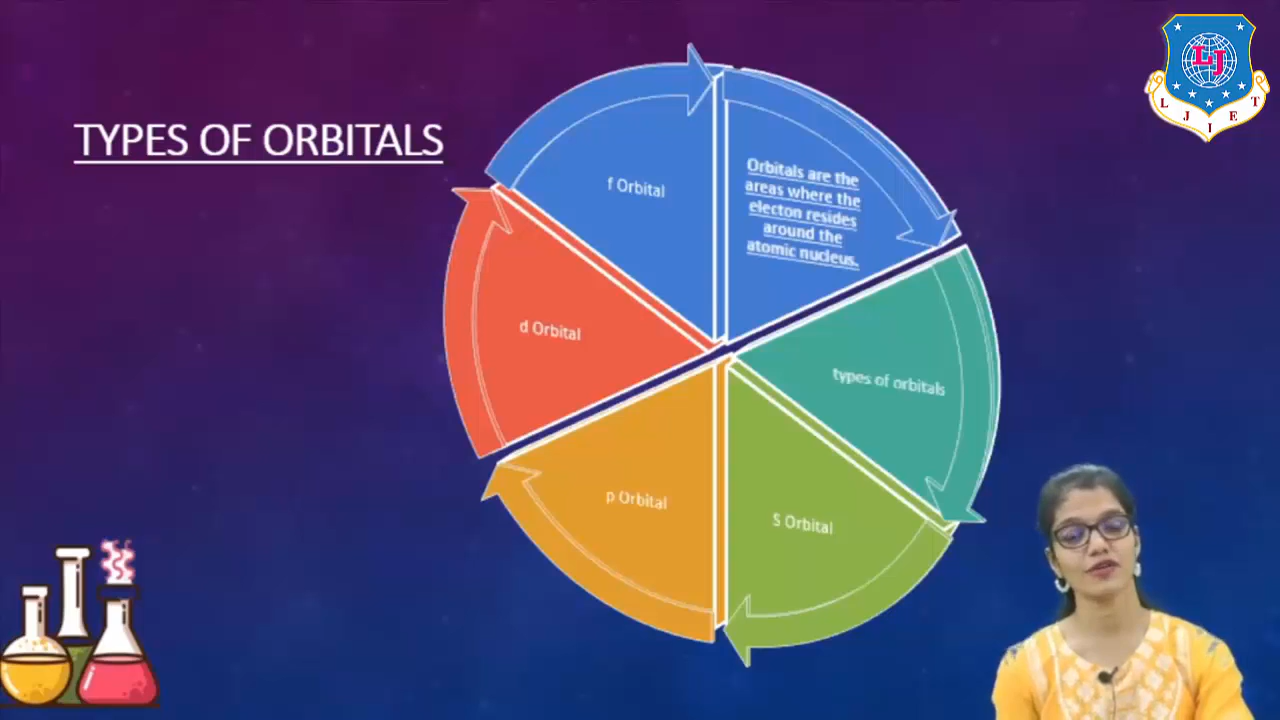 TYPES OF ORBITALS
f Orbital
Orbitals are the
areas where the
electon resides
around the
atomic nucleus.
d Orbital
types of orbitals
p Orbital
S Orbital
LJ
L J I E T